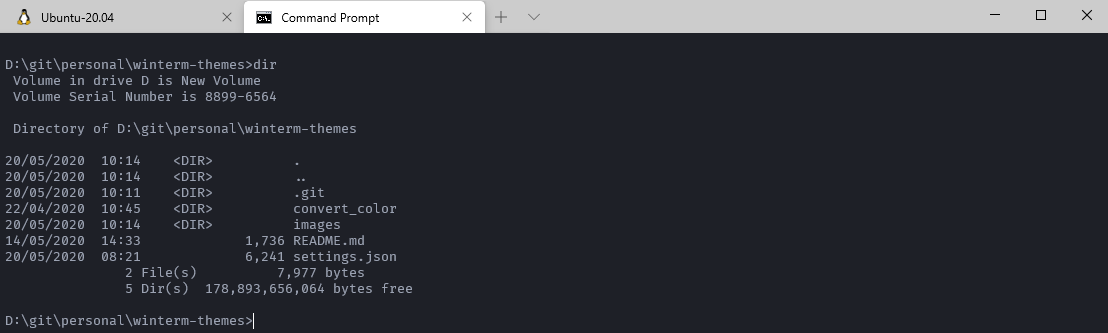 Ubuntu-20.04
Command Prompt
D:\git\personal\winterm-themes>dir
 Volume in drive D is New Volume
 Volume Serial Number is 8899-6564

 Directory of D:\git\personal\winterm-themes

20/05/2020  10:14    <DIR>          .
20/05/2020  10:14    <DIR>          ..
20/05/2020  10:11    <DIR>          .git
22/04/2020  10:45    <DIR>          convert_color
20/05/2020  10:14    <DIR>          images
14/05/2020  14:33             1,736 README.md
20/05/2020  08:21             6,241 settings.json
               2 File(s)          7,977 bytes
               5 Dir(s)  178,893,656,064 bytes free

D:\git\personal\winterm-themes>